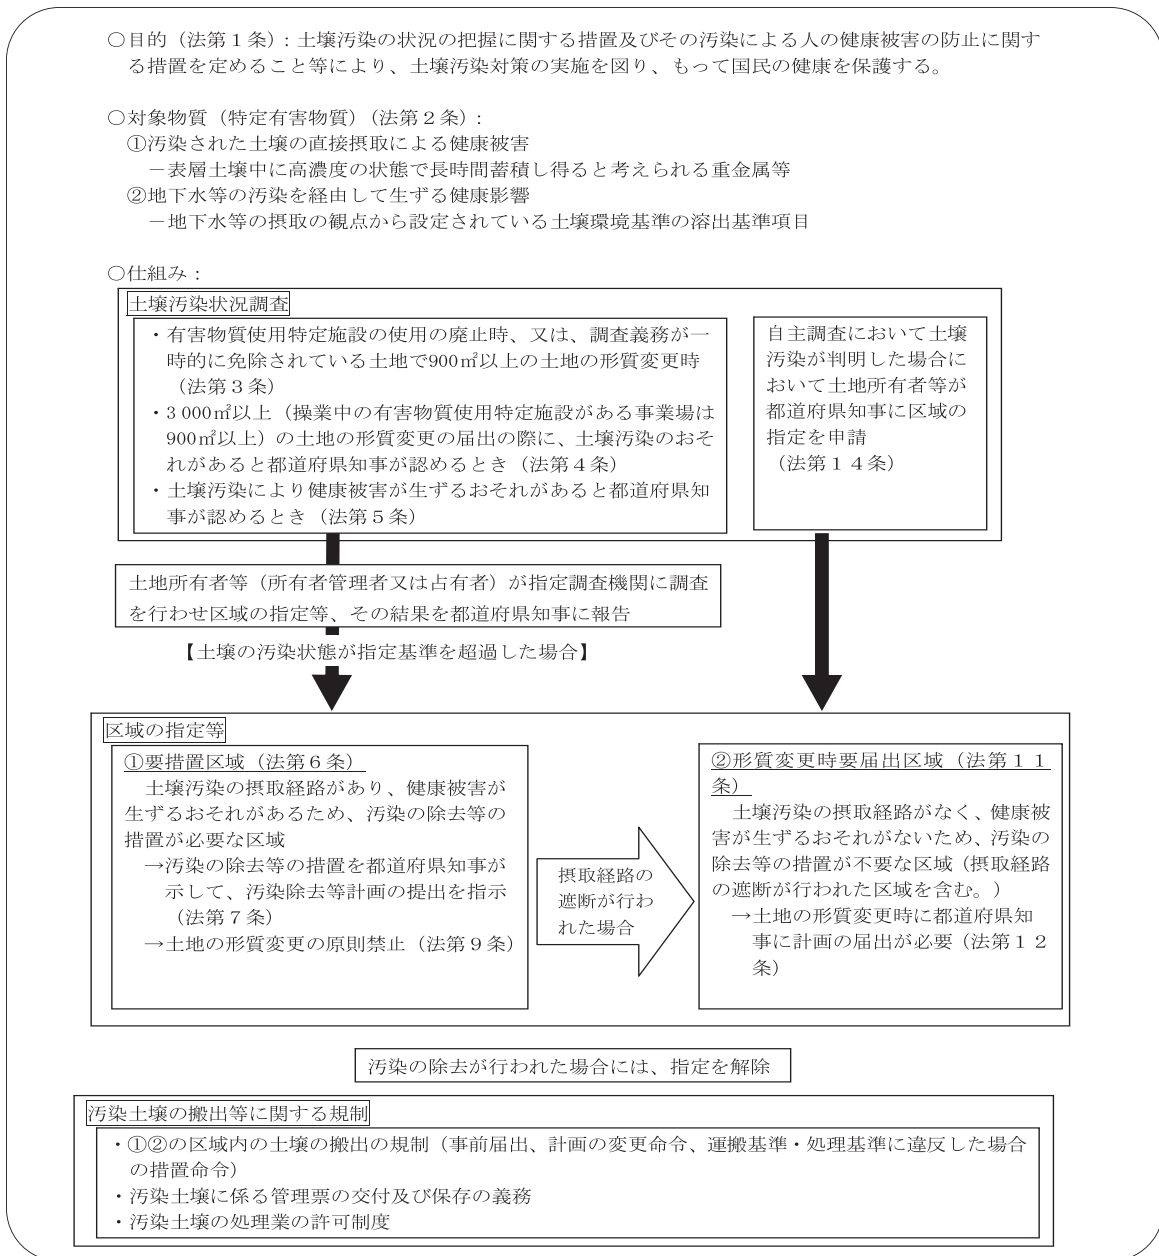 ○目的（法第１条）：土壌汚染の状況の把握に関する措置及びその汚染による人の健康被害の防止に関す
る措置を定めること等により、土壌汚染対策の実施を図り、もって国民の健康を保護する。
○対象物質（特定有害物質）（法第２条）：
①汚染された土壌の直接摂取による健康被害
－表層土壌中に高濃度の状態で長時間蓄積し得ると考えられる重金属等
②地下水等の汚染を経由して生ずる健康影響
－地下水等の摂取の観点から設定されている土壌環境基準の溶出基準項目
○仕組み：
土壌汚染状況調査
・有害物質使用特定施設の使用の廃止時、又は、調査義務が一
時的に免除されている土地で900㎡以上の土地の形質変更時
（法第３条）
・3 000㎡以上（操業中の有害物質使用特定施設がある事業場は
900㎡以上）の土地の形質変更の届出の際に、土壌汚染のおそ
れがあると都道府県知事が認めるとき（法第４条）
・土壌汚染により健康被害が生ずるおそれがあると都道府県知
事が認めるとき（法第５条）
自主調査において土壌
汚染が判明した場合に
おいて土地所有者等が
都道府県知事に区域の
指定を申請
（法第１４条）
土地所有者等（所有者管理者又は占有者）が指定調査機関に調査
を行わせ区域の指定等、その結果を都道府県知事に報告
【土壌の汚染状態が指定基準を超過した場合】
区域の指定等
①要措置区域（法第６条）
土壌汚染の摂取経路があり、健康被害が
生ずるおそれがあるため、汚染の除去等の
措置が必要な区域
→汚染の除去等の措置を都道府県知事が
示して、汚染除去等計画の提出を指示
（法第７条）
→土地の形質変更の原則禁止（法第９条）
摂取経路の
遮断が行わ
れた場合
②形質変更時要届出区域（法第１１
条）
土壌汚染の摂取経路がなく、健康被
害が生ずるおそれがないため、汚染の
除去等の措置が不要な区域（摂取経路
の遮断が行われた区域を含む。）
→土地の形質変更時に都道府県知
事に計画の届出が必要（法第１２
条）
汚染の除去が行われた場合には、指定を解除
汚染土壌の搬出等に関する規制
・①②の区域内の土壌の搬出の規制（事前届出、計画の変更命令、運搬基準・処理基準に違反した場合
の措置命令）
・汚染土壌に係る管理票の交付及び保存の義務
・汚染土壌の処理業の許可制度